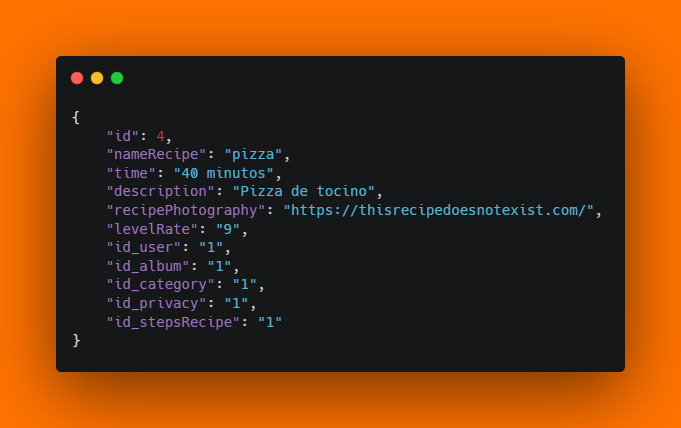 {
    "id": 4,
    "nameRecipe": "pizza",
    "time": "40 minutos",
    "description": "Pizza de tocino",
    "recipePhotography": "https://thisrecipedoesnotexist.com/",
    "levelRate": "9",
    "id_user": "1",
    "id_album": "1",
    "id_category": "1",
    "id_privacy": "1",
    "id_stepsRecipe": "1"
}